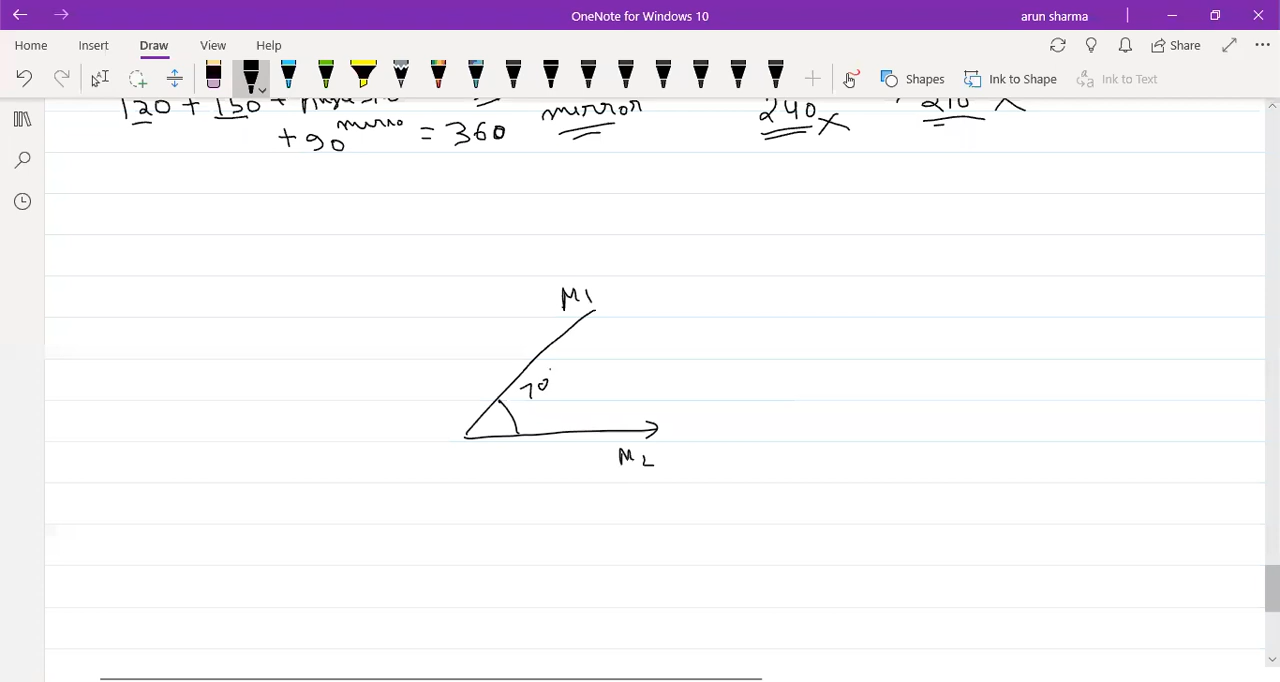 OneNote for Windows 10
arun sharma
Home Insert Draw View Help
Share
Shapes Ink to Shape Ink to Text
120 + 150 +
mirror
240 X
210 X
+ 90 = 360
M1
70°
M2